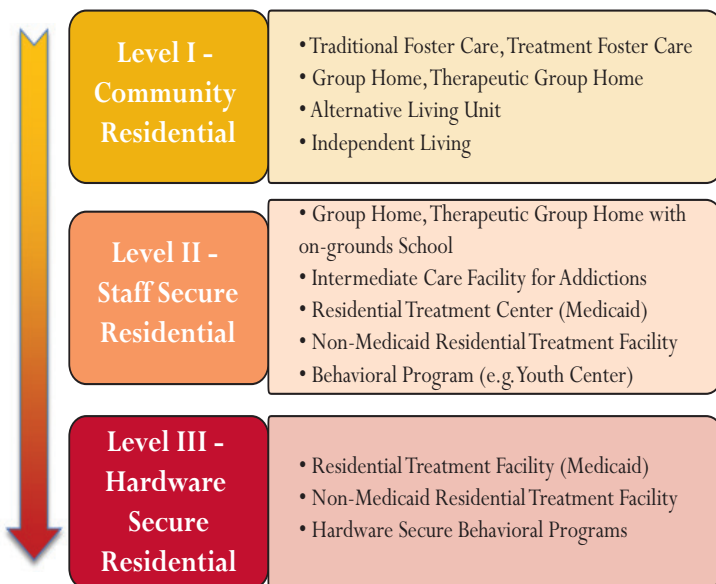 Level I -
Community
Residential
• Traditional Foster Care, Treatment Foster Care
• Group Home, Therapeutic Group Home
• Alternative Living Unit
• Independent Living
Level II -
Staff Secure
Residential
• Group Home, Therapeutic Group Home with
on-grounds School
• Intermediate Care Facility for Addictions
• Residential Treatment Center (Medicaid)
• Non-Medicaid Residential Treatment Facility
• Behavioral Program (e.g. Youth Center)
Level III -
Hardware
Secure
Residential
• Residential Treatment Facility (Medicaid)
• Non-Medicaid Residential Treatment Facility
• Hardware Secure Behavioral Programs